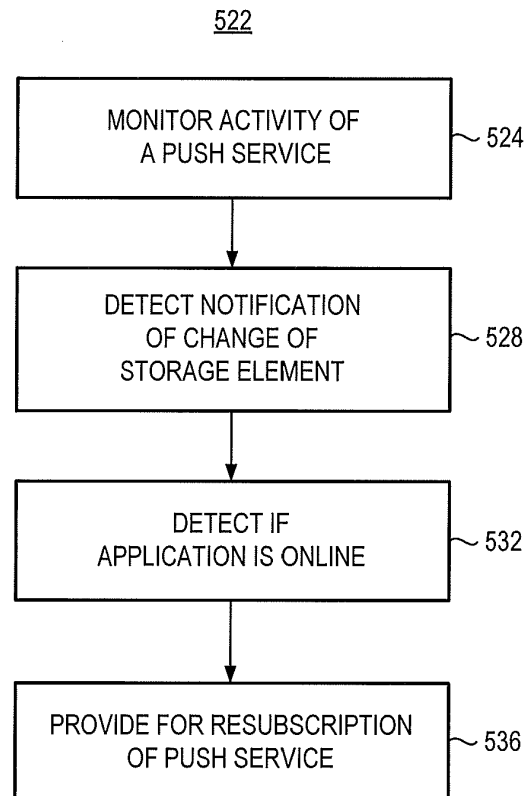 522
MONITOR ACTIVITY OF
A PUSH SERVICE
524
DETECT NOTIFICATION
OF CHANGE OF
STORAGE ELEMENT
528
DETECT IF
APPLICATION IS ONLINE
532
PROVIDE FOR RESUBSCRIPTION
OF PUSH SERVICE
536